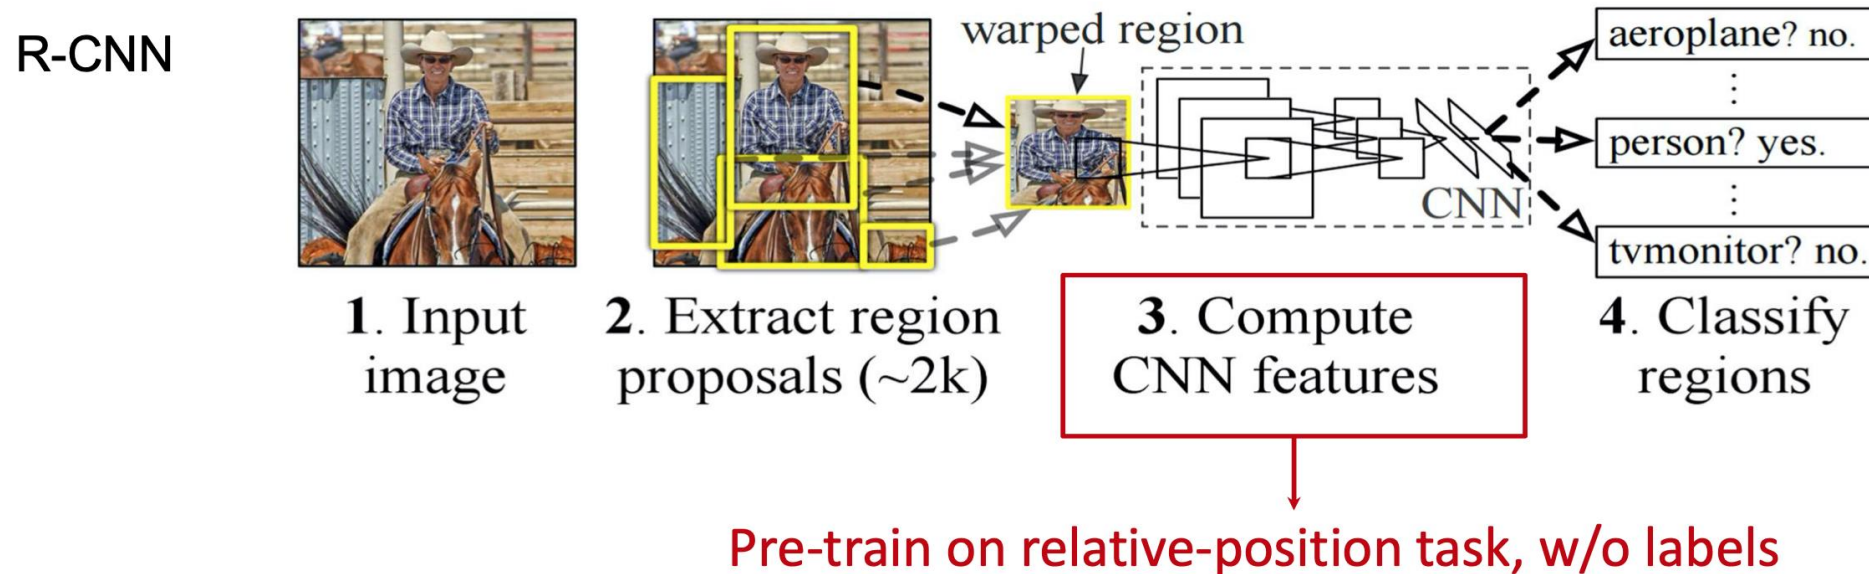 R-CNN
warped region
aeroplane? no.
person? yes.
CNN
tvmonitor? no.
1. Input
image
2. Extract region
proposals (~2k)
3. Compute
CNN features
4. Classify
regions
Pre-train on relative-position task, w/o labels